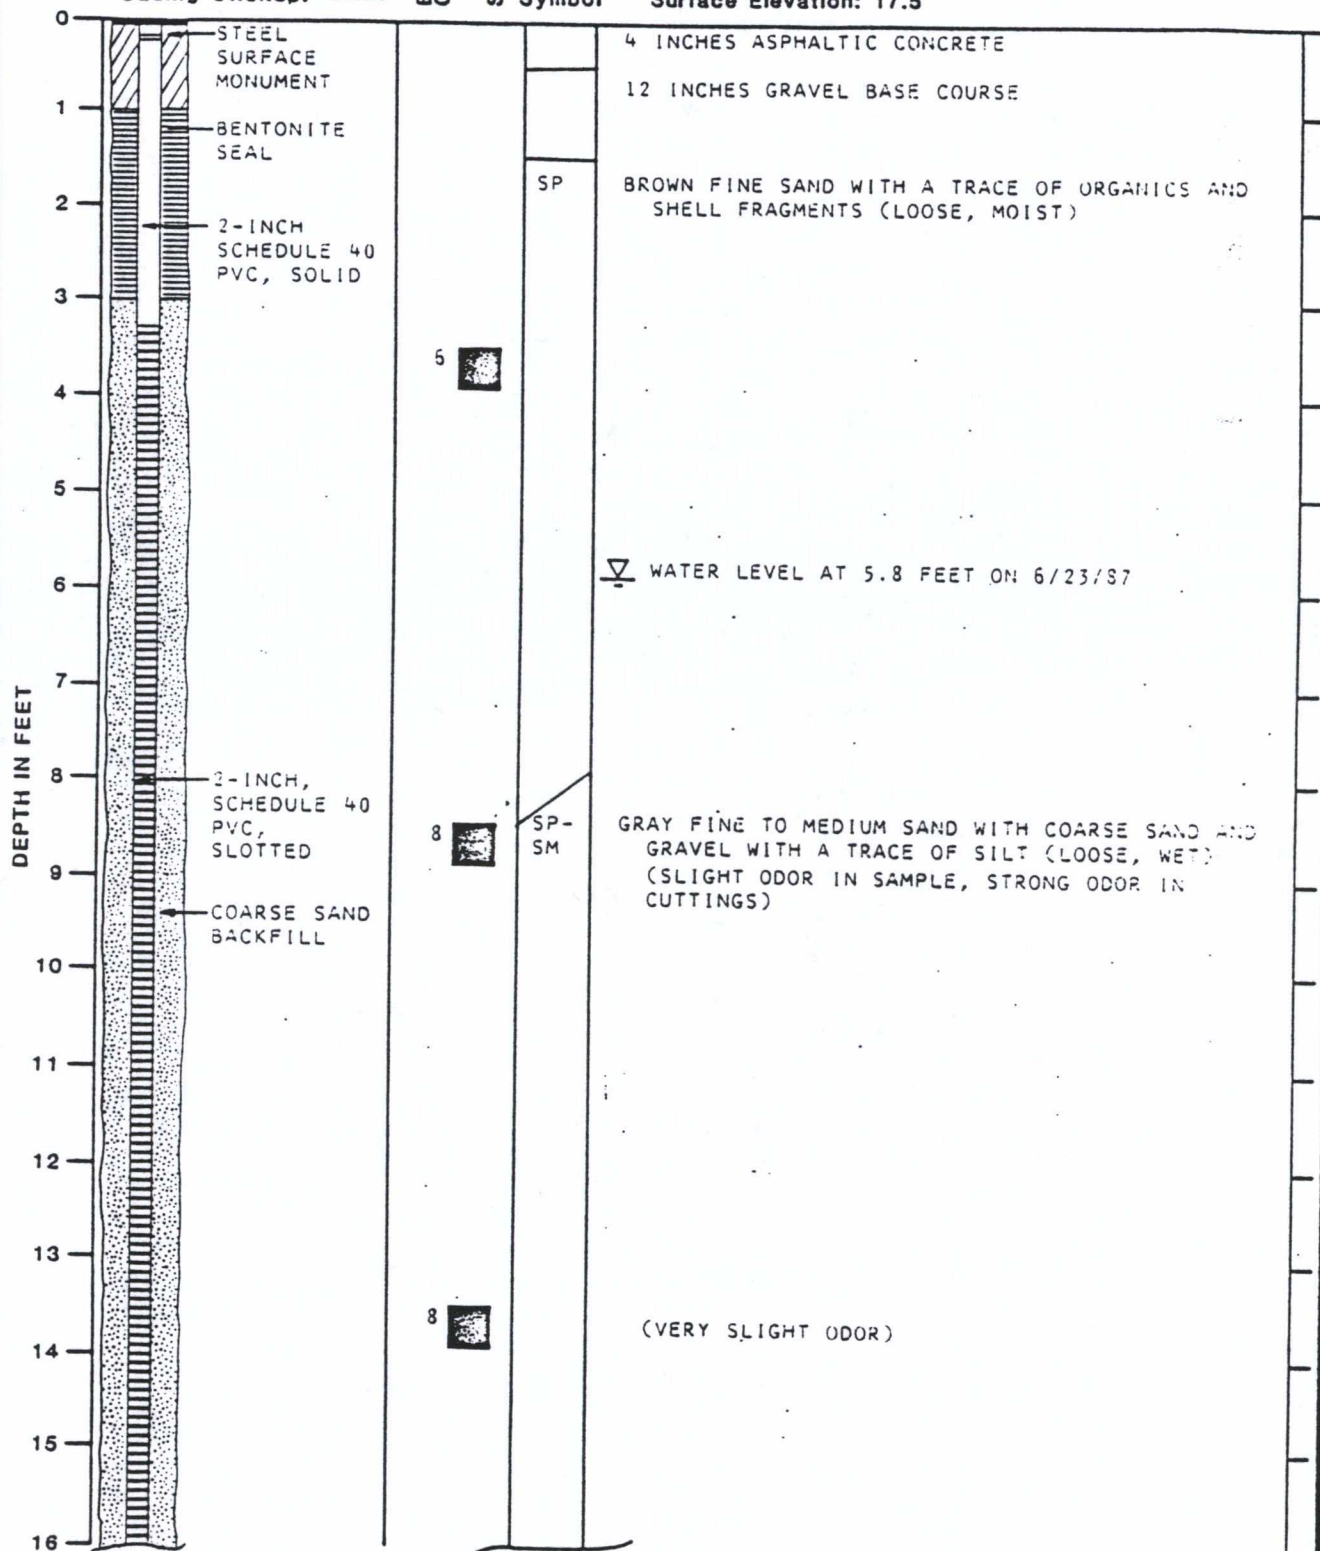 Symbol Surface Elevation: 17.5
0
STEEL
SURFACE
MONUMENT
4 INCHES ASPHALTIC CONCRETE
12 INCHES GRAVEL BASE COURSE
1
BENTONITE
SEAL
2
SP
BROWN FINE SAND WITH A TRACE OF ORGANICS AND
SHELL FRAGMENTS (LOOSE, MOIST)
2-INCH
SCHEDULE 40
PVC, SOLID
3
4
5
6
WATER LEVEL AT 5.8 FEET ON 6/23/87
7
DEPTH IN FEET
8
2-INCH,
SCHEDULE 40
PVC,
SLOTTED
8
SP-
SM
GRAY FINE TO MEDIUM SAND WITH COARSE SAND AND
GRAVEL WITH A TRACE OF SILT (LOOSE, WET)
(SLIGHT ODOR IN SAMPLE, STRONG ODOR IN
CUTTINGS)
9
COARSE SAND
BACKFILL
10
11
12
13
8
(VERY SLIGHT ODOR)
14
15
16